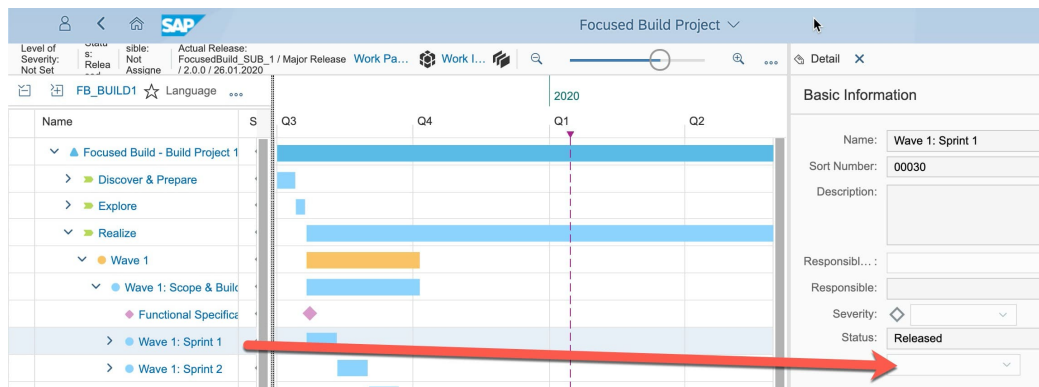 SAP
Focused Build Project
Level of Severity: Not Set
Status: Relea
sible: Not Assigne
Actual Release: FocusedBuild_SUB_1 / Major Release / 2.0.0 / 26.01.2020
Work Pa...
Work I...
Detail
FB_BUILD1
Language
2020
Basic Information
Name
S
Q3
Q4
Q1
Q2
Focused Build - Build Project 1
Discover & Prepare
Explore
Realize
Wave 1
Wave 1: Scope & Build
Functional Specifica
Wave 1: Sprint 1
Wave 1: Sprint 2
Name: Wave 1: Sprint 1
Sort Number: 00030
Description:
Responsibl... :
Responsible:
Severity:
Status: Released